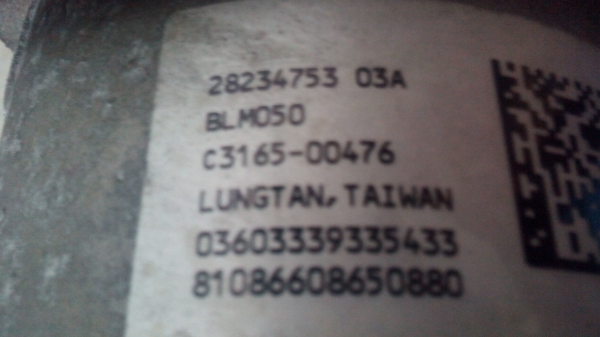 28234753 03A
BLM050
C3165-00476
LUNGTAN, TAIWAN
03603339335433
81086608650880